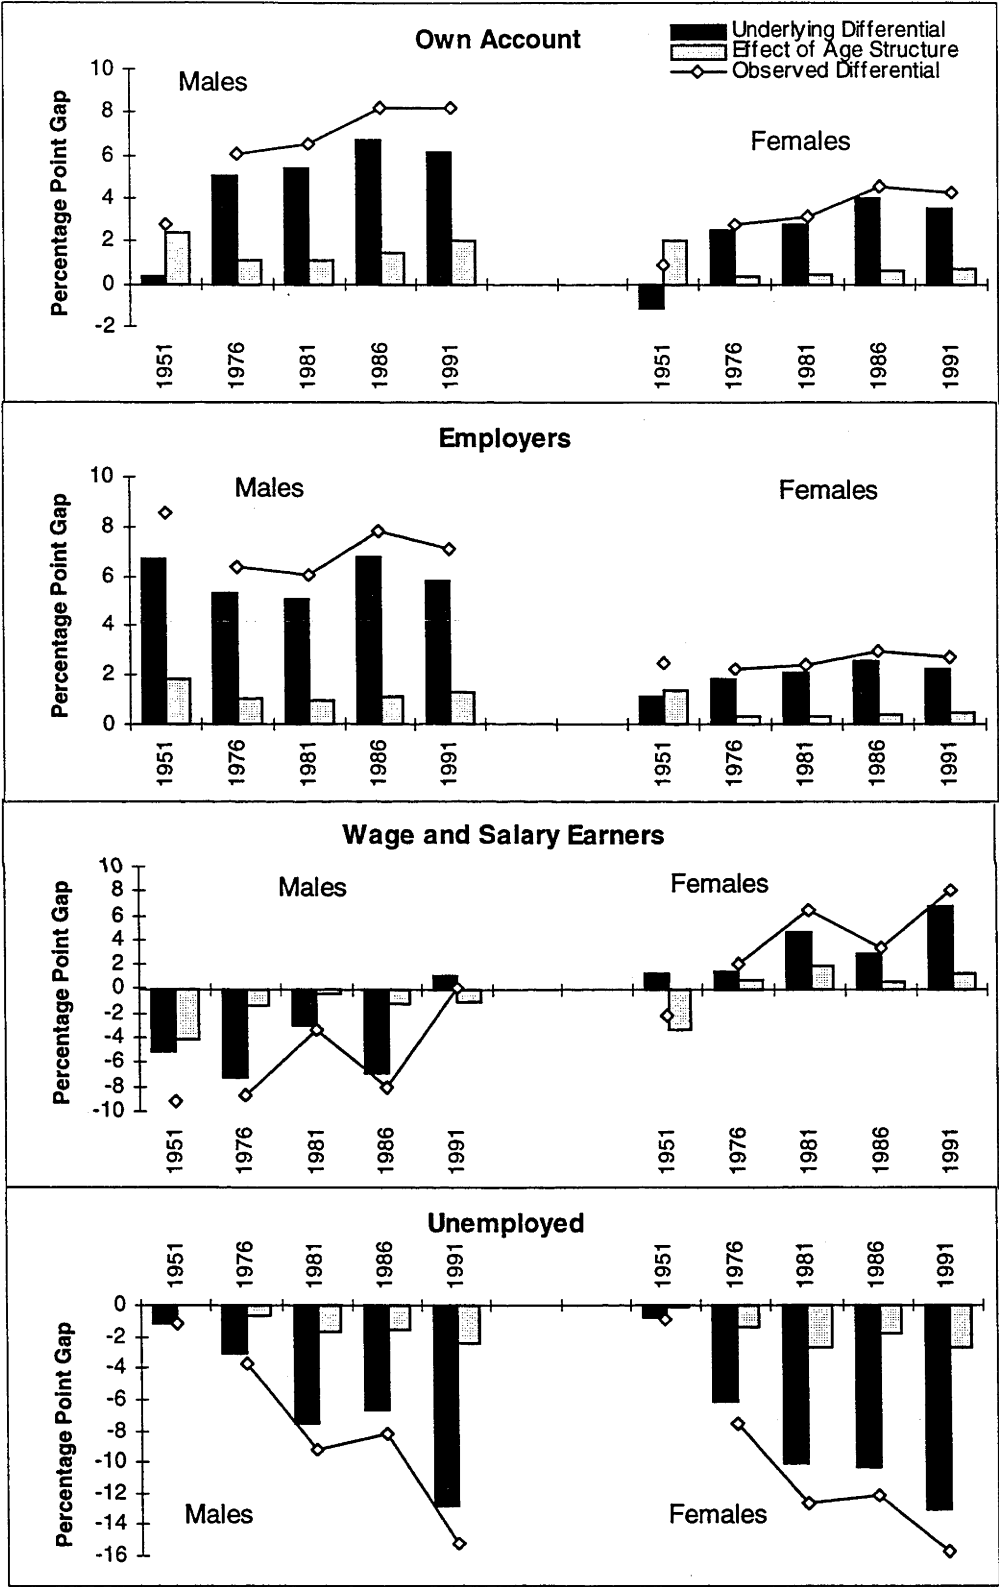 Own Account
Underlying Differential
Effect of Age Structure
Observed Differential
Males
Females
Percentage Point Gap
10
8
6
4
2
0
-2
1951 1976 1981 1986 1991 1951 1976 1981 1986 1991
Employers
Males
Females
Percentage Point Gap
10
8
6
4
2
0
1951 1976 1981 1986 1991 1951 1976 1981 1986 1991
Wage and Salary Earners
Males
Females
Percentage Point Gap
10
8
6
4
2
0
-2
-4
-6
-8
-10
1951 1976 1981 1986 1991 1951 1976 1981 1986 1991
Unemployed
1951 1976 1981 1986 1991 1951 1976 1981 1986 1991
Percentage Point Gap
0
-2
-4
-6
-8
-10
-12
-14
-16
Males
Females